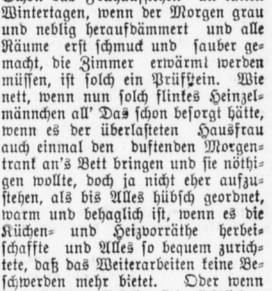 Wintertagen, wenn der Morgen grau
und neblig heraufdämmert und alle
Räume erst schmuck und sauber ge-
macht, die Zimmer erwärmt werden
müssen, ist solch ein Prüfstein. Wie
nett, wenn nun solch flinkes Heinzel-
männchen all' Das schon besorgt hätte,
wenn es der überlasteten Hausfrau
auch einmal den duftenden Morgen-
trank an's Bett bringen und sie nöthi-
gen wollte, doch ja nicht eher aufzu-
stehen, als bis Alles hübsch geordnet,
warm und behaglich ist, wenn es die
Küchen- und Heizvorräthe herbei-
schaffte und Alles so bequem zurich-
tete, daß das Weiterarbeiten keine Be-
schwerden mehr bietet. Oder wenn